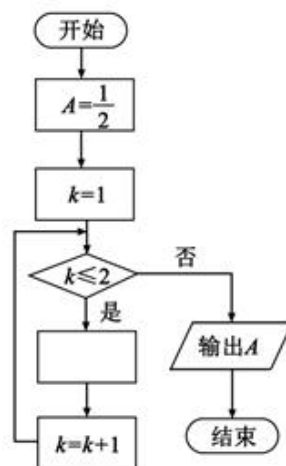 开始
A=1/2
k=1
k≤2
否
是
输出A
k=k+1
结束